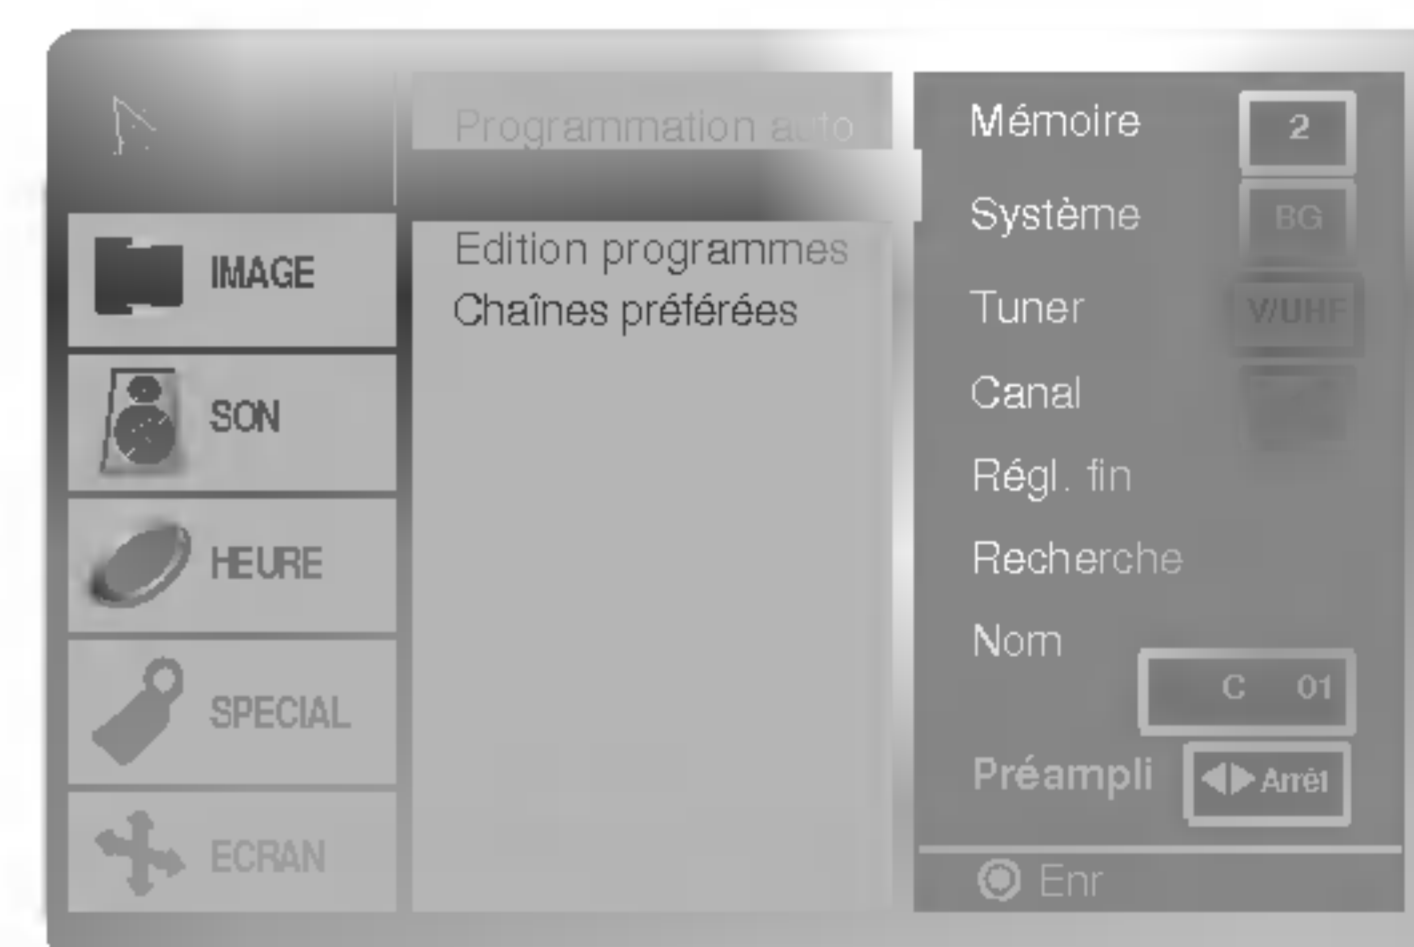 Programmation auto
Edition programmes
Chaînes préférées
IMAGE
SON
HEURE
SPECIAL
ECRAN
Mémoire 2
Système BG
Tuner V/UHF
Canal
Régl. fin
Recherche
Nom
C 01
Préampli ◀▶ Arrêt
Enr